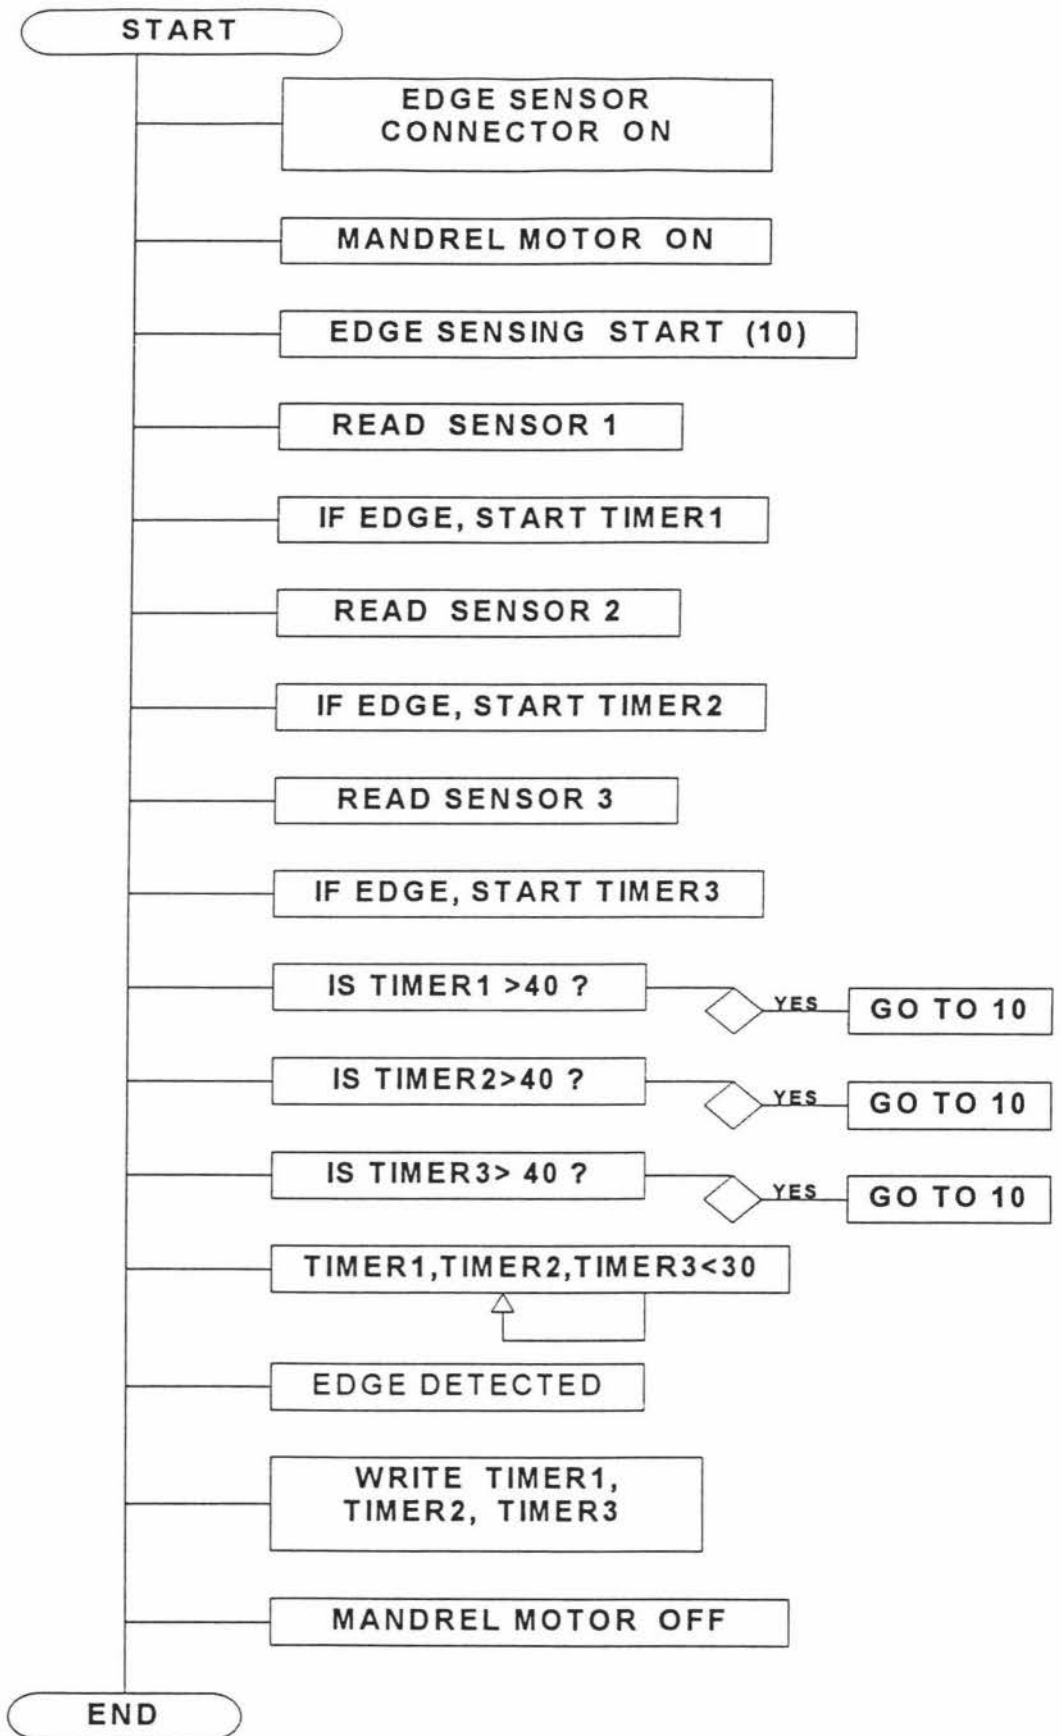 START
EDGE SENSOR
CONNECTOR ON
MANDREL MOTOR ON
EDGE SENSING START (10)
READ SENSOR 1
IF EDGE, START TIMER1
READ SENSOR 2
IF EDGE, START TIMER2
READ SENSOR 3
IF EDGE, START TIMER3
IS TIMER1 >40 ?
YES
GO TO 10
IS TIMER2>40 ?
YES
GO TO 10
IS TIMER3> 40 ?
YES
GO TO 10
TIMER1,TIMER2,TIMER3<30
EDGE DETECTED
WRITE TIMER1,
TIMER2, TIMER3
MANDREL MOTOR OFF
END